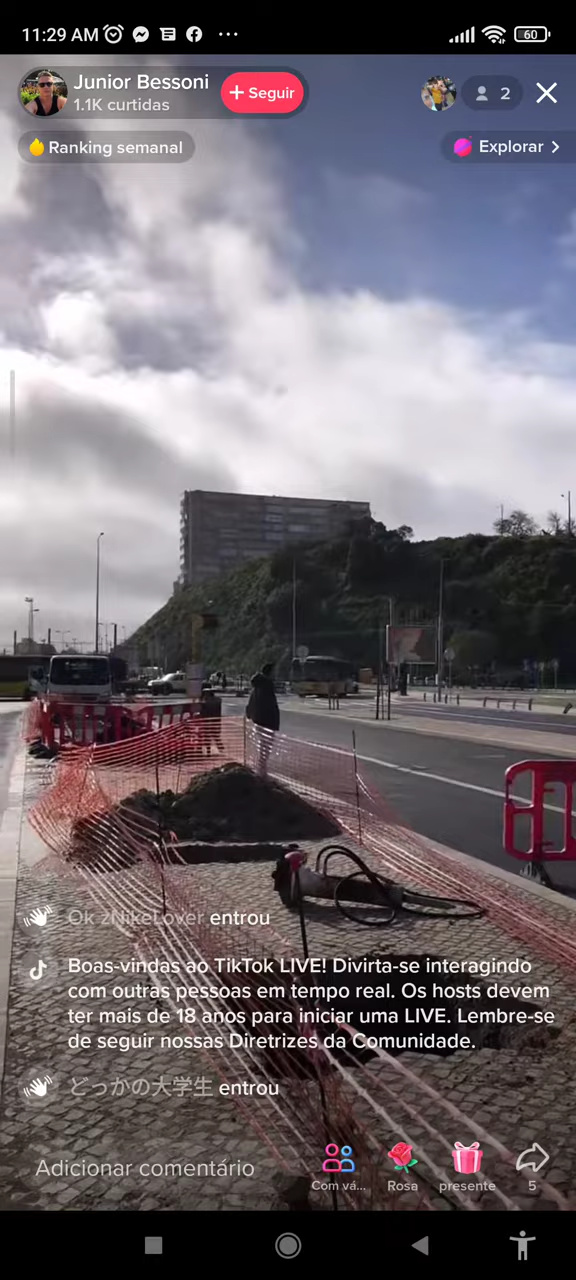 11:29 AM
60
Junior Bessoni
1.1K curtidas
+ Seguir
2
Ranking semanal
Explorar
Ok zNikeLover entrou
Boas-vindas ao TikTok LIVE! Divirta-se interagindo
com outras pessoas em tempo real. Os hosts devem
ter mais de 18 anos para iniciar uma LIVE. Lembre-se
de seguir nossas Diretrizes da Comunidade.
どっかの大学生 entrou
Adicionar comentário
Com vá...
Rosa
presente
5